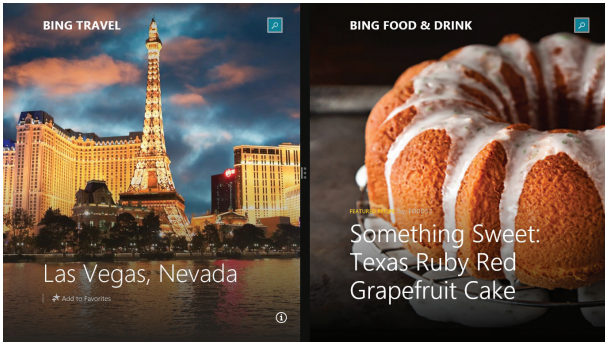 BING TRAVEL
Las Vegas, Nevada
Add to Favorites
BING FOOD & DRINK
Something Sweet:
Texas Ruby Red
Grapefruit Cake